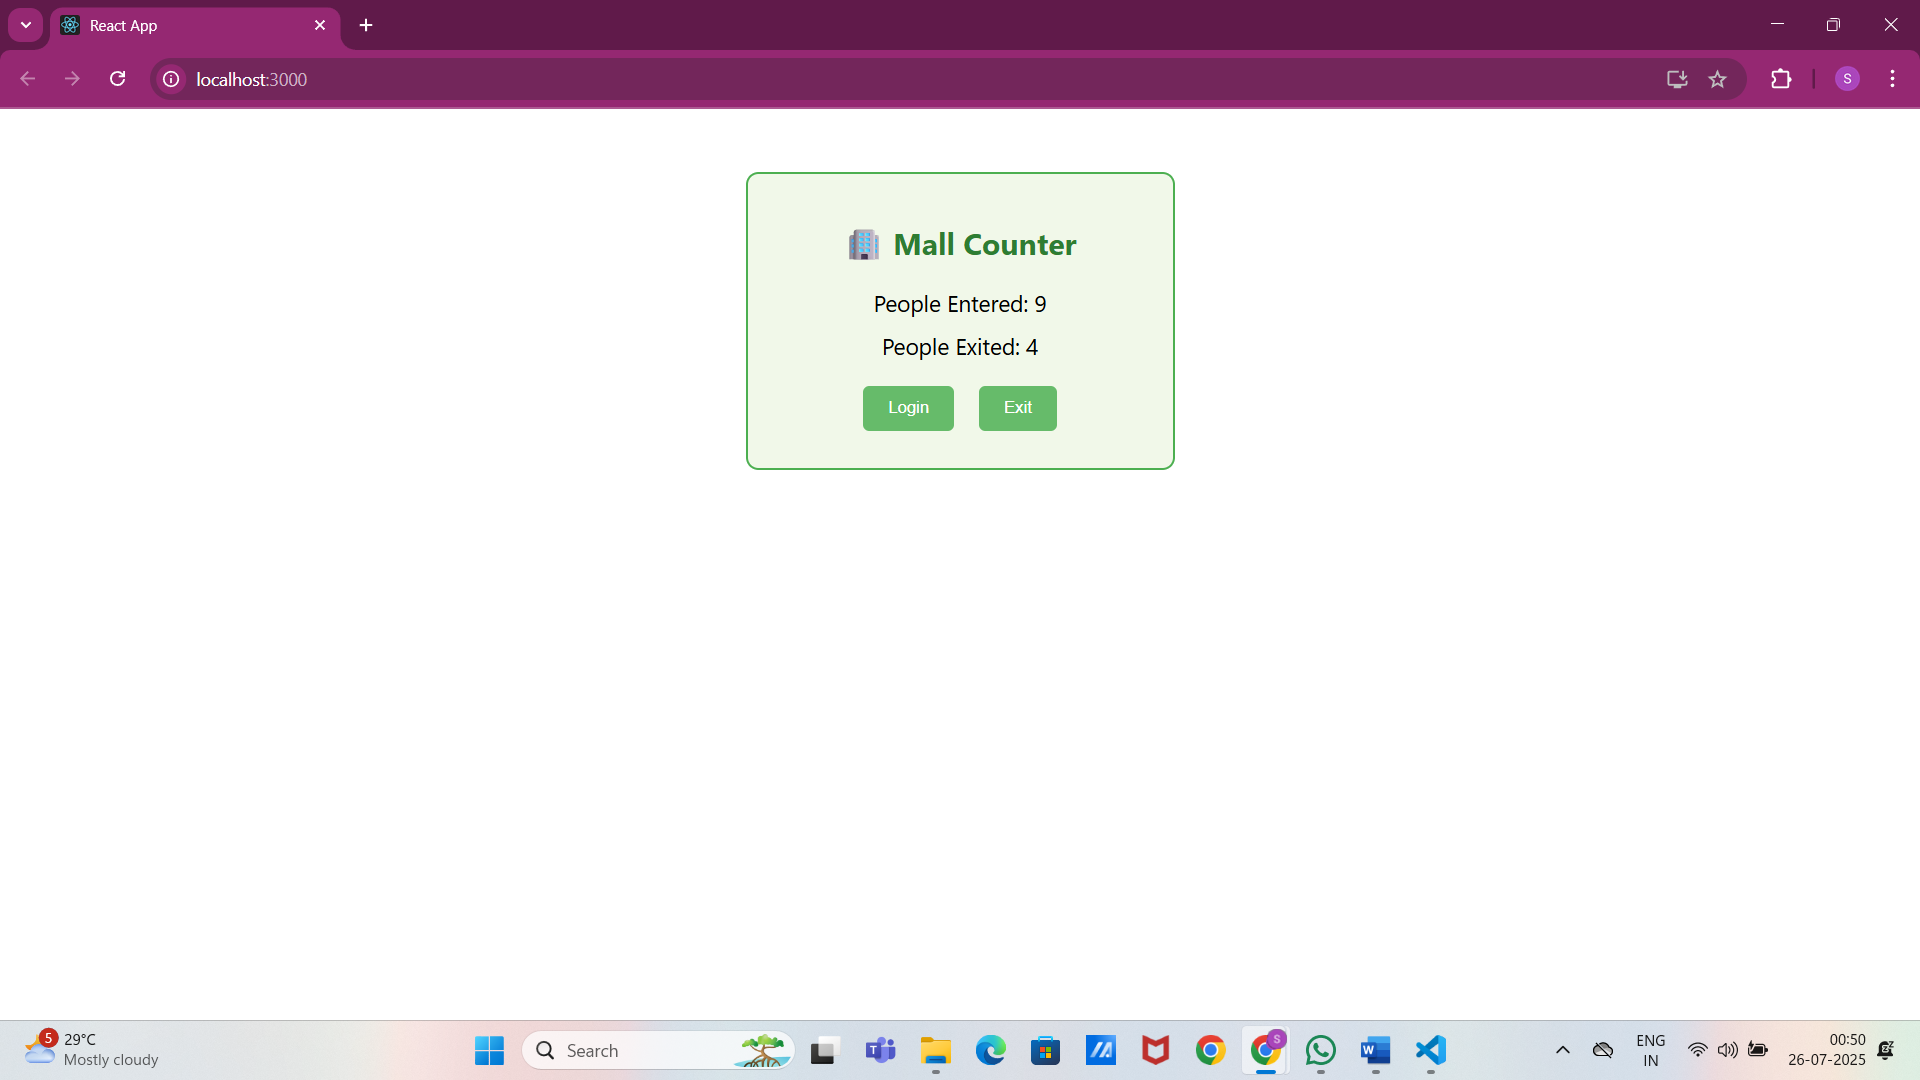 React App
localhost:3000
S
Mall Counter
People Entered: 9
People Exited: 4
Login
Exit
5
29°C
Mostly cloudy
Search
T
S
W
ENG
IN
00:50
26-07-2025